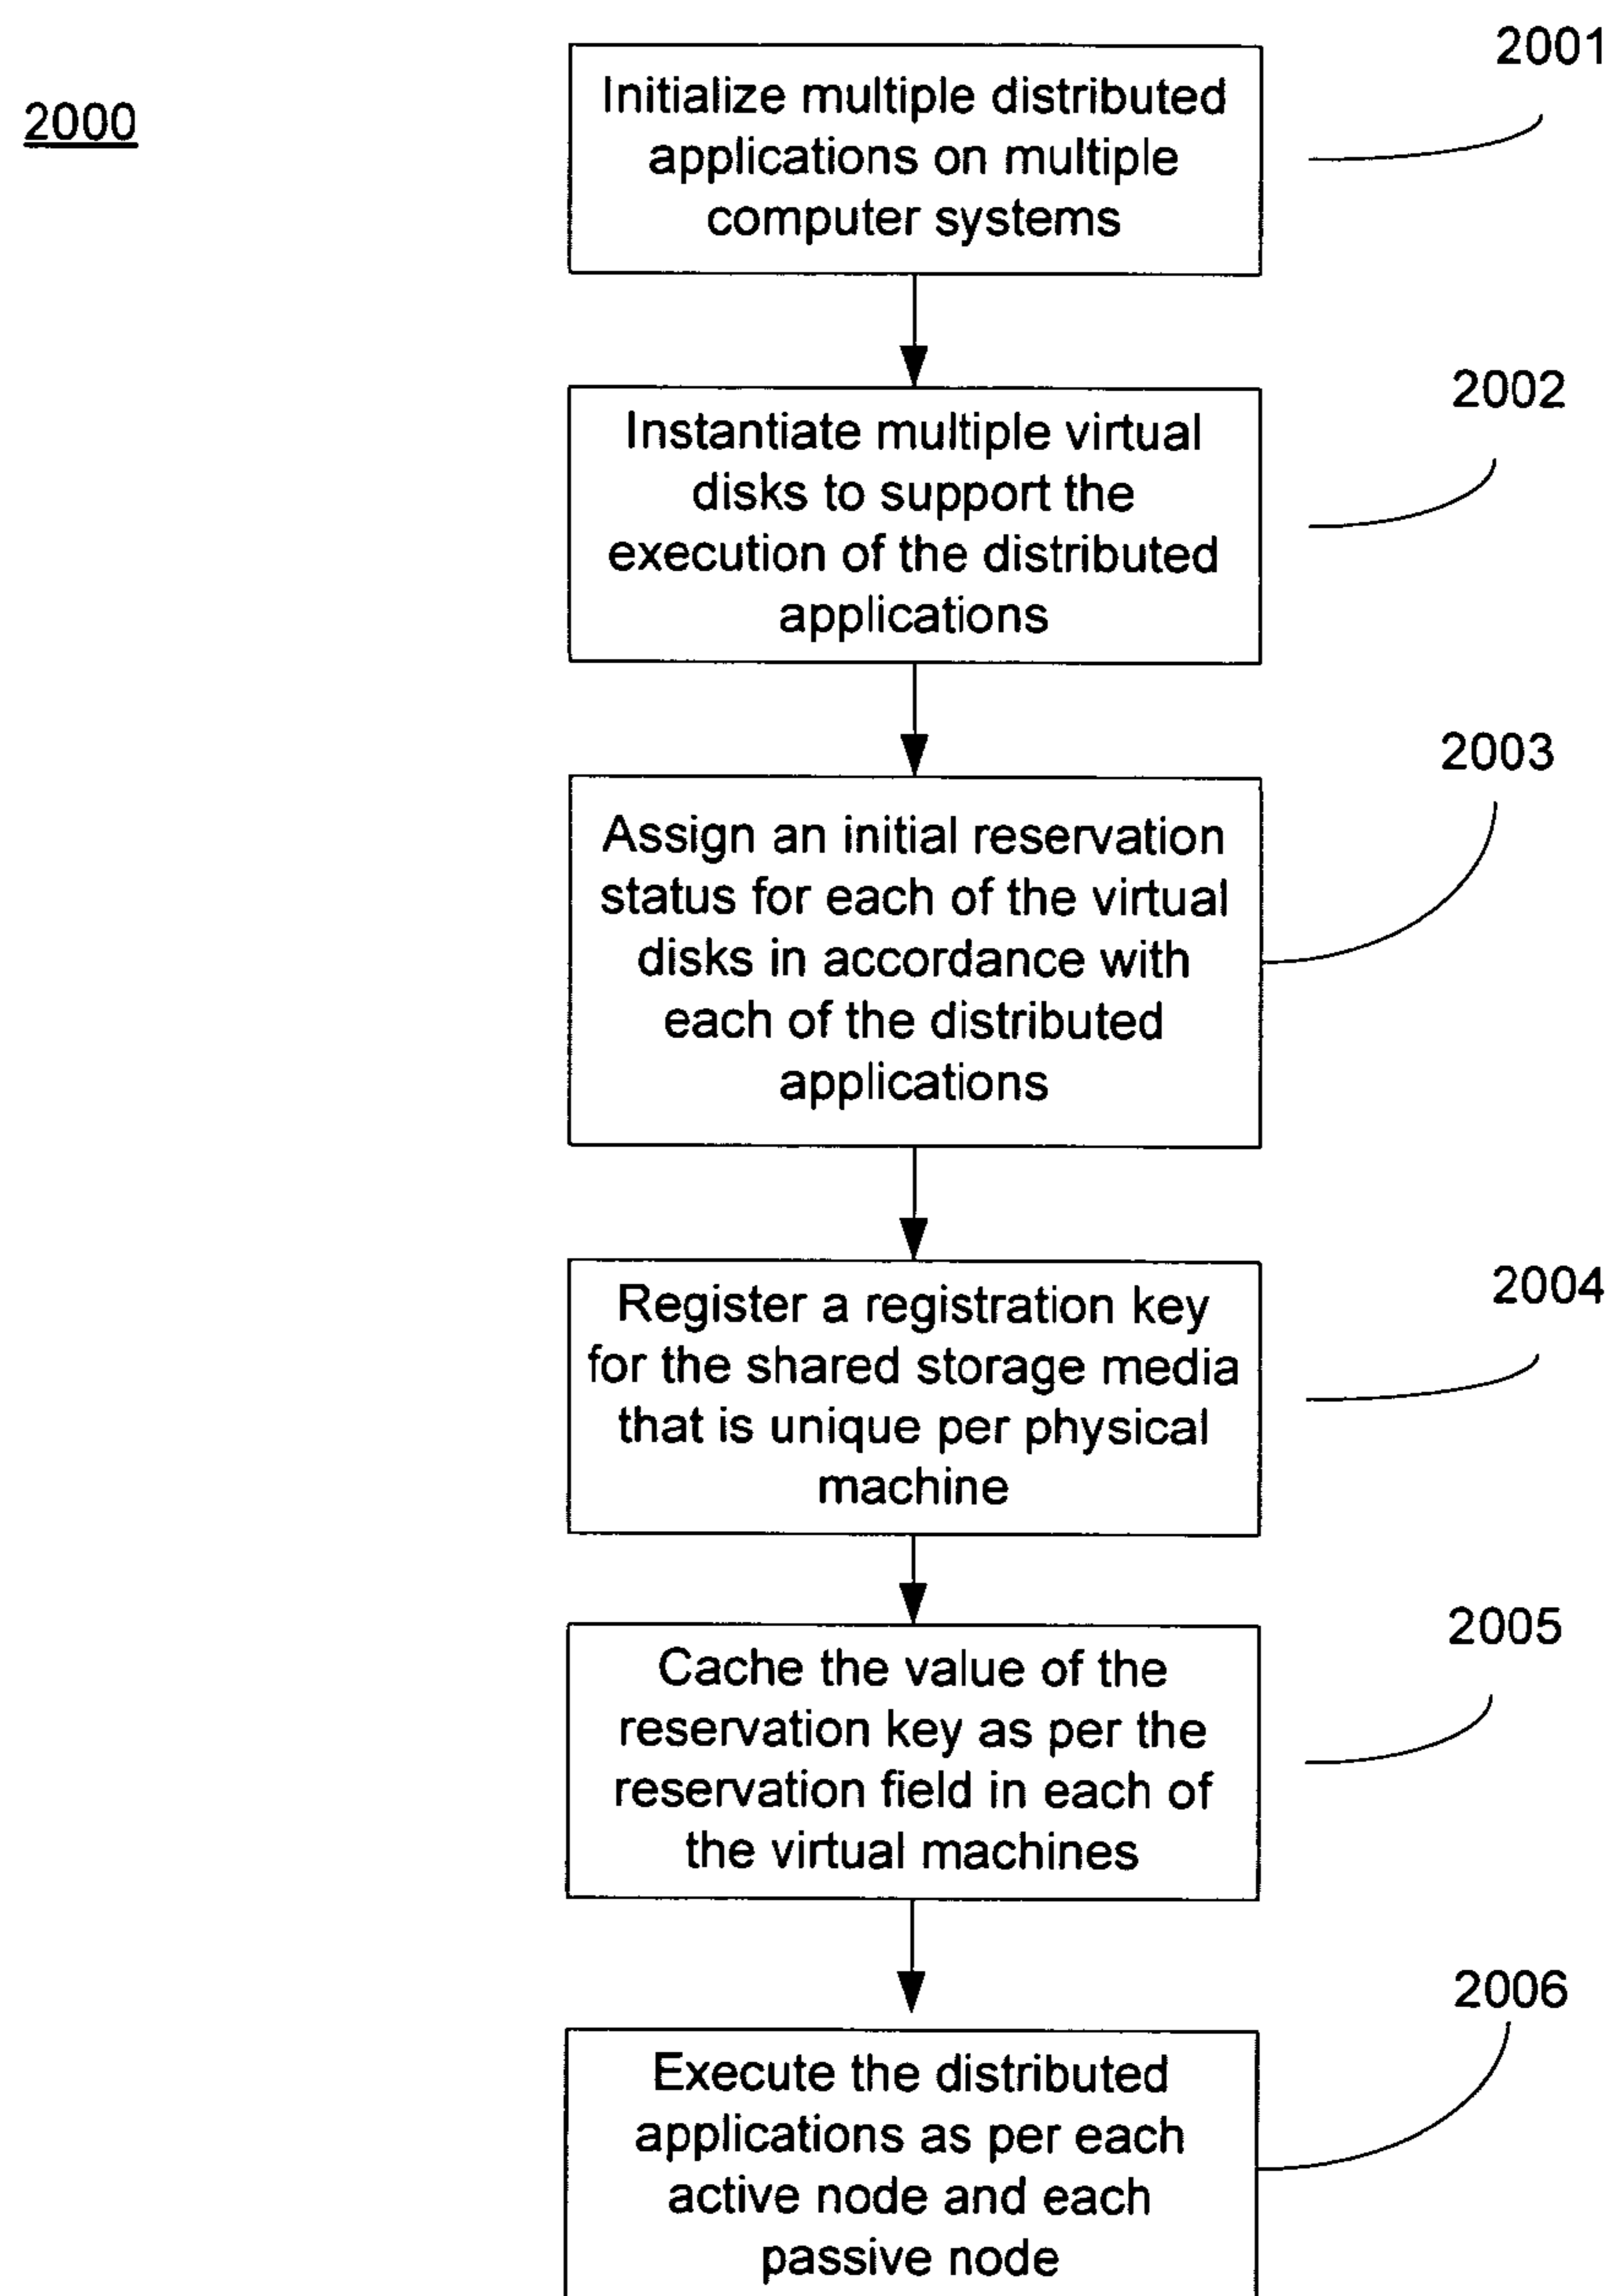 2000
2001
Initialize multiple distributed
applications on multiple
computer systems
2002
Instantiate multiple virtual
disks to support the
execution of the distributed
applications
2003
Assign an initial reservation
status for each of the virtual
disks in accordance with
each of the distributed
applications
2004
Register a registration key
for the shared storage media
that is unique per physical
machine
2005
Cache the value of the
reservation key as per the
reservation field in each of
the virtual machines
2006
Execute the distributed
applications as per each
active node and each
passive node